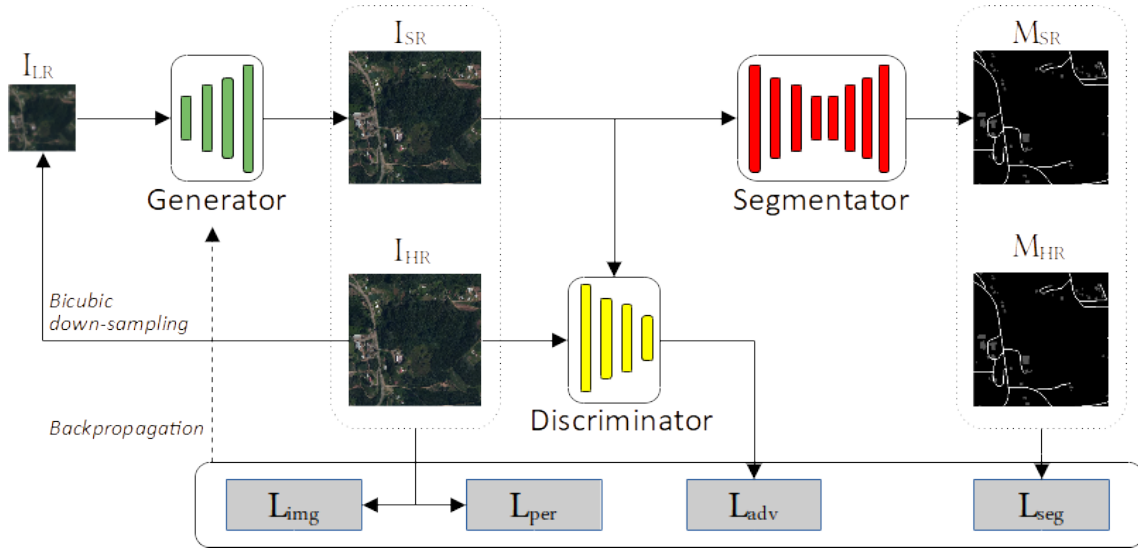 I_LR
I_SR
M_SR
Generator
Segmentator
I_HR
M_HR
Bicubic
down-sampling
Discriminator
Backpropagation
L_img
L_per
L_adv
L_seg